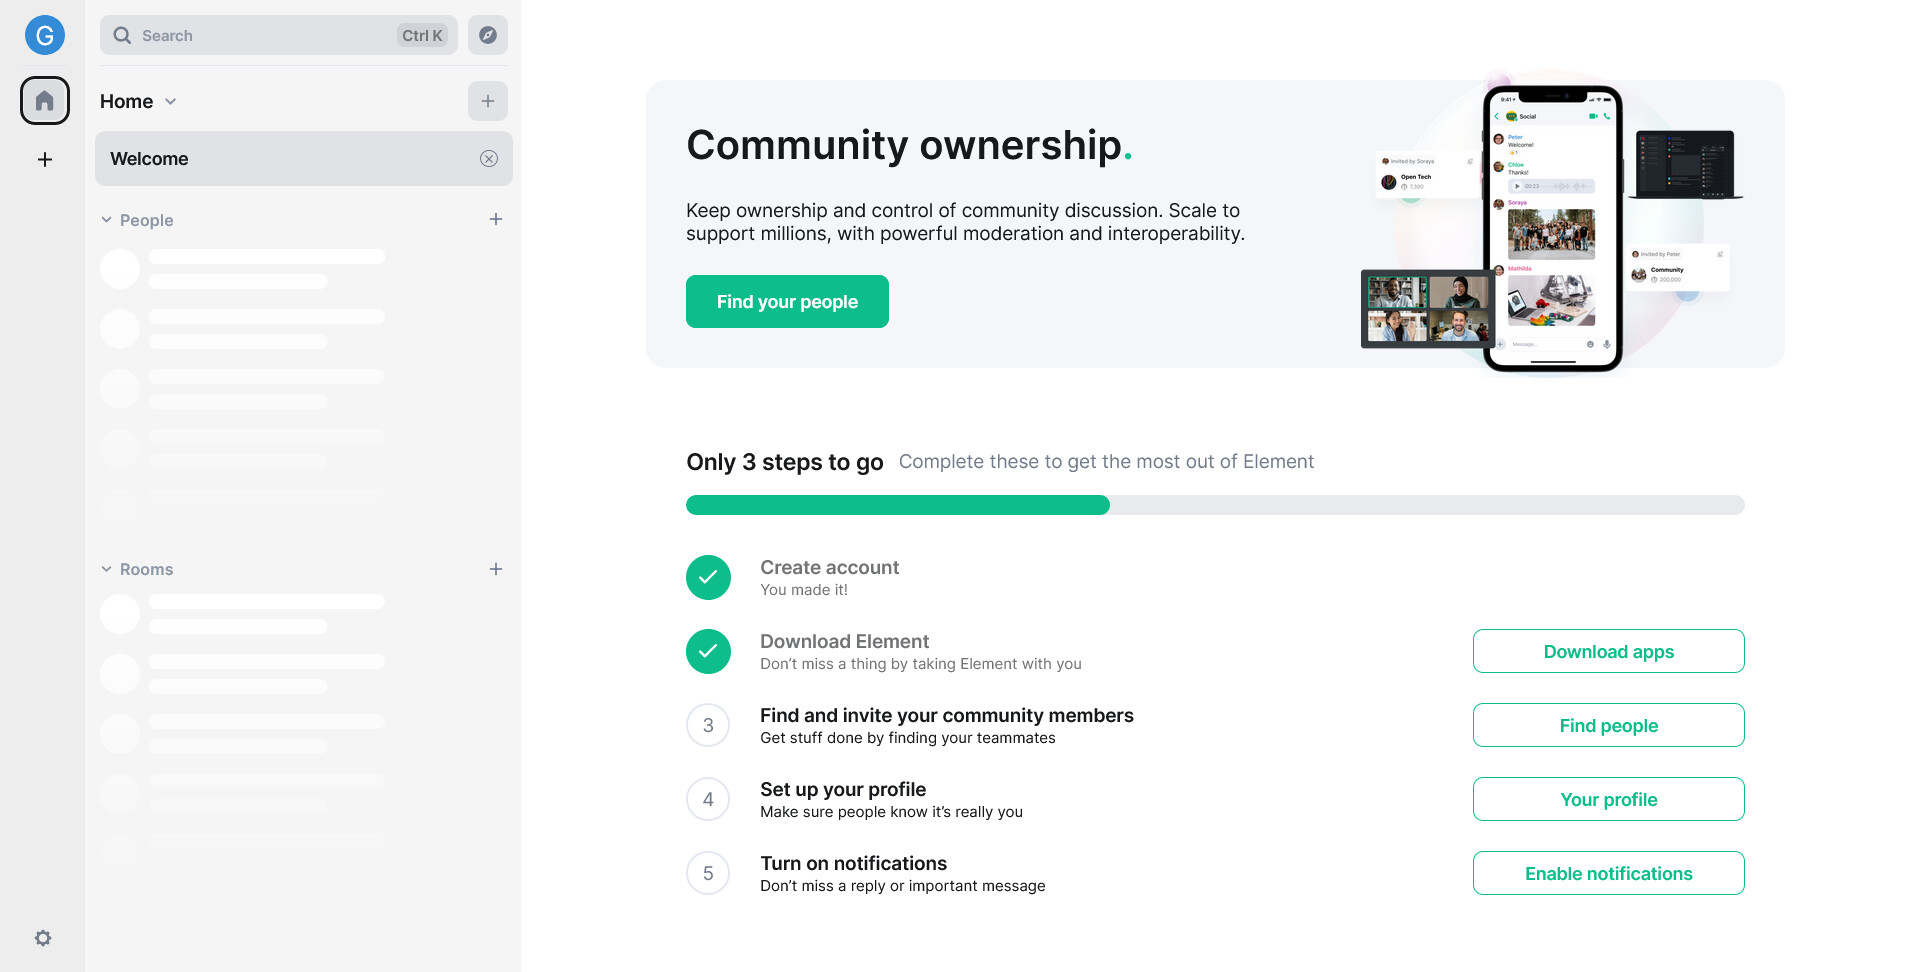 G
Search
Ctrl K
Home
Welcome
People
Rooms
Community ownership.
Keep ownership and control of community discussion. Scale to
support millions, with powerful moderation and interoperability.
Find your people
9:41
Social
Peter
Welcome!
Chloe
Thanks!
00:23
Soraya
Mathilda
Message...
Invited by Soraya
Open Tech
7,300
Invited by Peter
Community
200,000
Only 3 steps to go
Complete these to get the most out of Element
Create account
You made it!
Download Element
Don’t miss a thing by taking Element with you
Download apps
3
Find and invite your community members
Get stuff done by finding your teammates
Find people
4
Set up your profile
Make sure people know it’s really you
Your profile
5
Turn on notifications
Don’t miss a reply or important message
Enable notifications